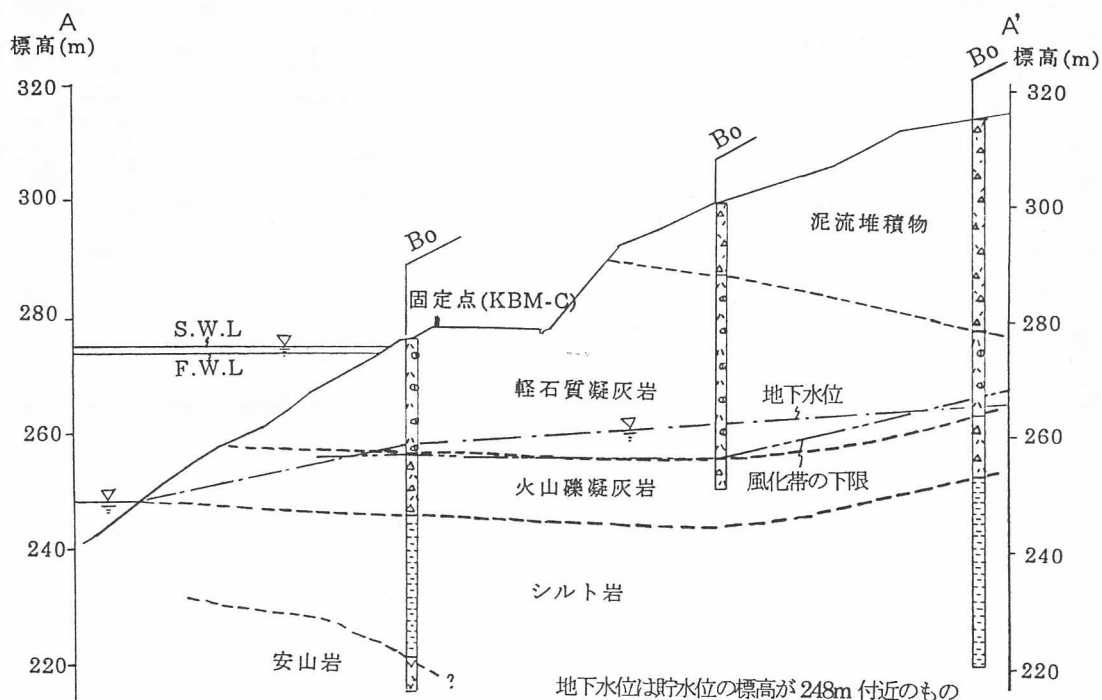 A
標高(m)
A'
標高(m)
320
300
280
260
240
220
320
300
280
260
240
220
Bo
Bo
Bo
固定点(KBM-C)
S.W.L
F.W.L
泥流堆積物
軽石質凝灰岩
地下水位
風化帯の下限
火山礫凝灰岩
シルト岩
安山岩
?
地下水位は貯水位の標高が248m付近のもの